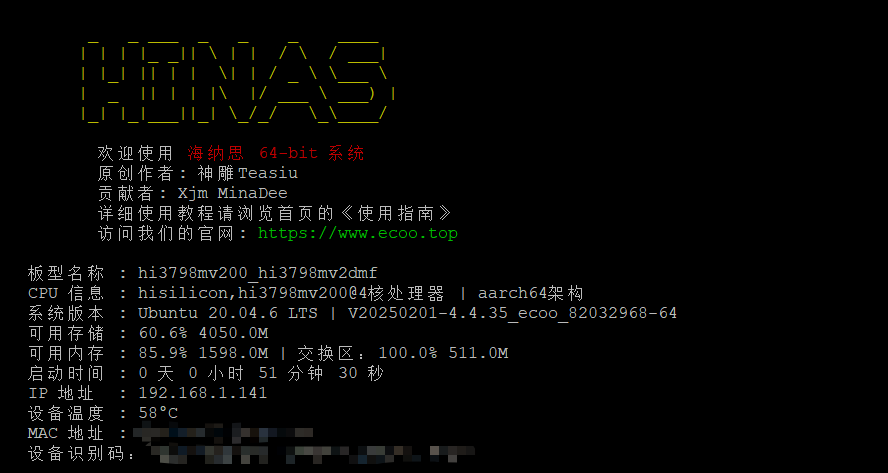 HINAS
欢迎使用 海纳思 64-bit 系统
原创作者: 神雕Teasiu
贡献者: Xjm MinaDee
详细使用教程请浏览首页的《使用指南》
访问我们的官网: https://www.ecoo.top
板型名称 : hi3798mv200_hi3798mv2dmf
CPU 信息 : hisilicon,hi3798mv200@4核处理器 | aarch64架构
系统版本 : Ubuntu 20.04.6 LTS | V20250201-4.4.35_ecoo_82032968-64
可用存储 : 60.6% 4050.0M
可用内存 : 85.9% 1598.0M | 交换区: 100.0% 511.0M
启动时间 : 0 天 0 小时 51 分钟 30 秒
IP 地址 : 192.168.1.141
设备温度 : 58°C
MAC 地址 :
设备识别码: